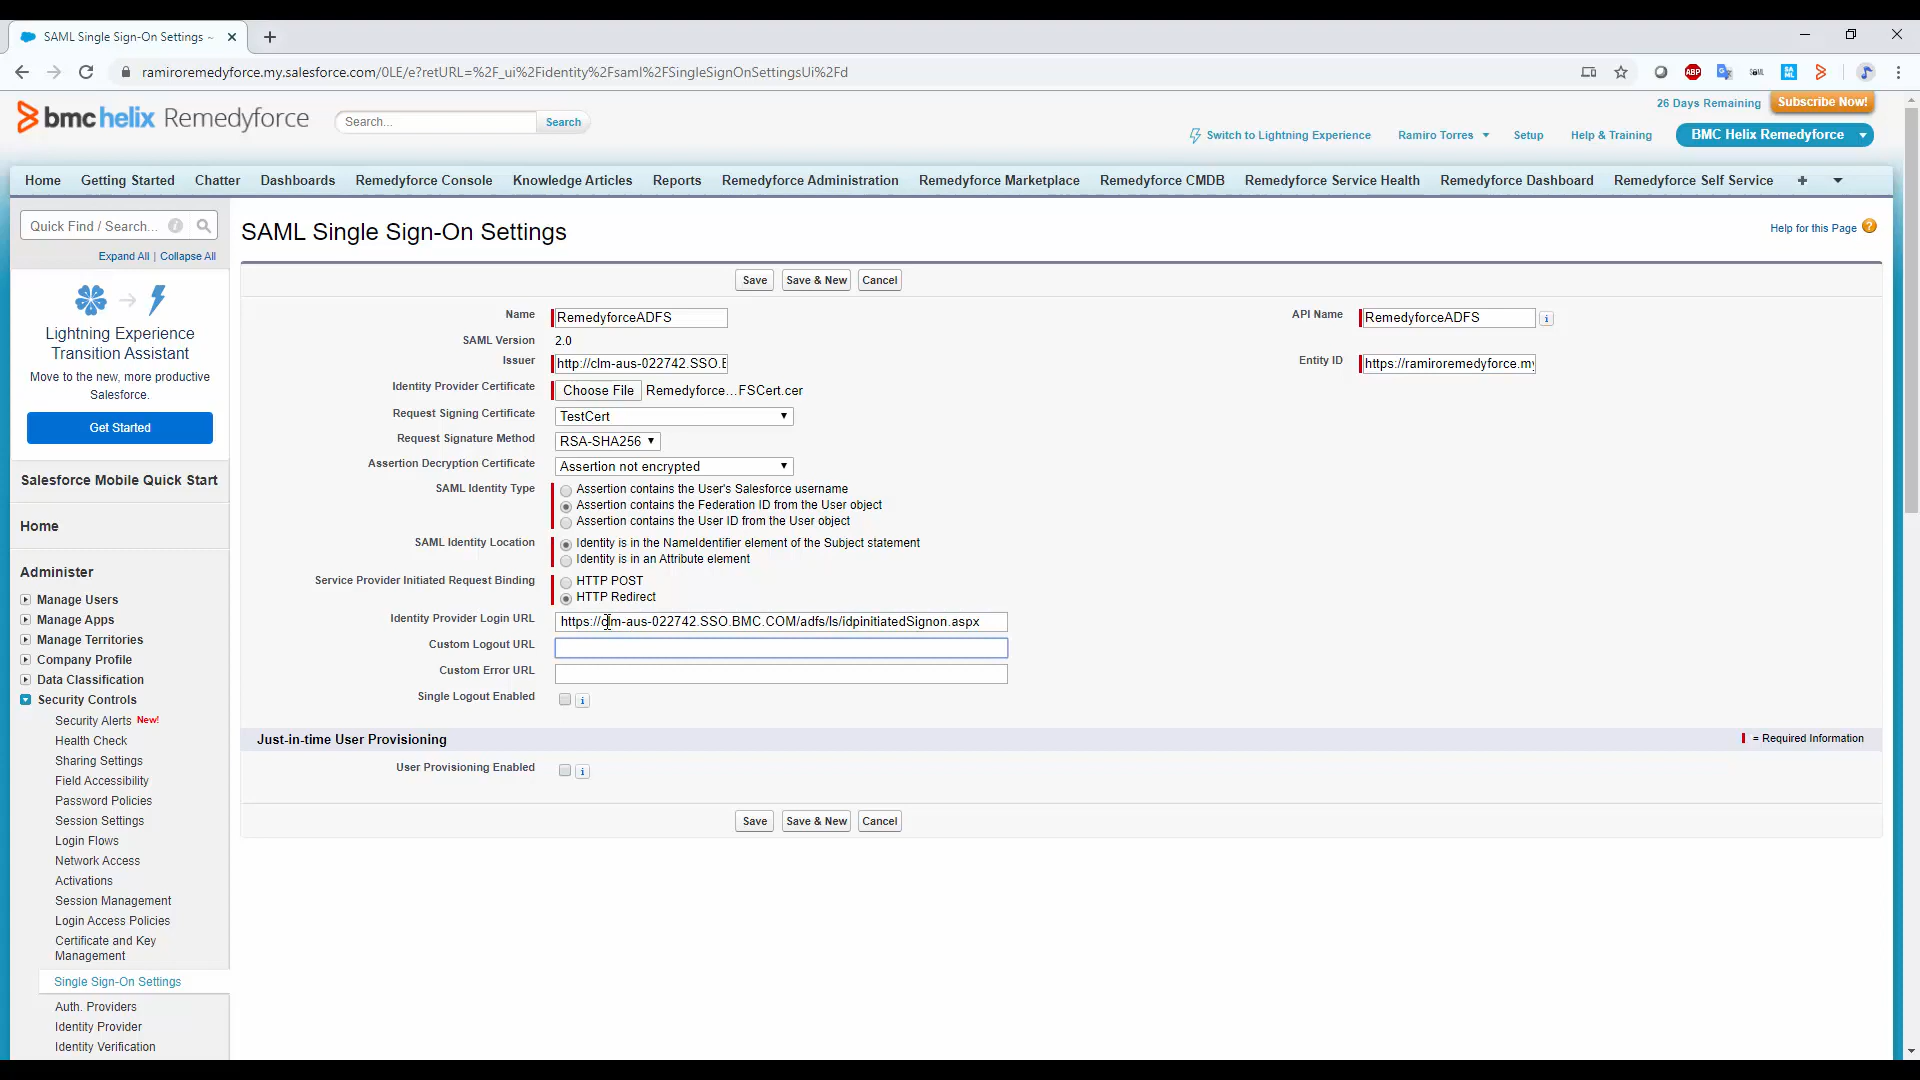 SAML Single Sign-On Settings ~
ramiroremedyforce.my.salesforce.com/0LE/e?retURL=%2F_ui%2Fidentity%2Fsaml%2FSingleSignOnSettingsUi%2Fd
ABP
SAML
bmchelix Remedyforce
Search...
Search
26 Days Remaining
Subscribe Now!
Switch to Lightning Experience
Ramiro Torres
Setup
Help & Training
BMC Helix Remedyforce
Home
Getting Started
Chatter
Dashboards
Remedyforce Console
Knowledge Articles
Reports
Remedyforce Administration
Remedyforce Marketplace
Remedyforce CMDB
Remedyforce Service Health
Remedyforce Dashboard
Remedyforce Self Service
Quick Find / Search...
Expand All | Collapse All
Lightning Experience
Transition Assistant
Move to the new, more productive
Salesforce.
Get Started
Salesforce Mobile Quick Start
Home
Administer
Manage Users
Manage Apps
Manage Territories
Company Profile
Data Classification
Security Controls
Security Alerts New!
Health Check
Sharing Settings
Field Accessibility
Password Policies
Session Settings
Login Flows
Network Access
Activations
Session Management
Login Access Policies
Certificate and Key
Management
Single Sign-On Settings
Auth. Providers
Identity Provider
Identity Verification
SAML Single Sign-On Settings
Help for this Page
Save
Save & New
Cancel
Name RemedyforceADFS
API Name RemedyforceADFS
SAML Version 2.0
Issuer http://clm-aus-022742.SSO.B
Entity ID https://ramiroremedyforce.my
Identity Provider Certificate Choose File Remedyforce...FSCert.cer
Request Signing Certificate TestCert
Request Signature Method RSA-SHA256
Assertion Decryption Certificate Assertion not encrypted
SAML Identity Type Assertion contains the User's Salesforce username
Assertion contains the Federation ID from the User object
Assertion contains the User ID from the User object
SAML Identity Location Identity is in the NameIdentifier element of the Subject statement
Identity is in an Attribute element
Service Provider Initiated Request Binding HTTP POST
HTTP Redirect
Identity Provider Login URL https://clm-aus-022742.SSO.BMC.COM/adfs/ls/idpinitiatedSignon.aspx
Custom Logout URL
Custom Error URL
Single Logout Enabled
Just-in-time User Provisioning
= Required Information
User Provisioning Enabled
Save
Save & New
Cancel